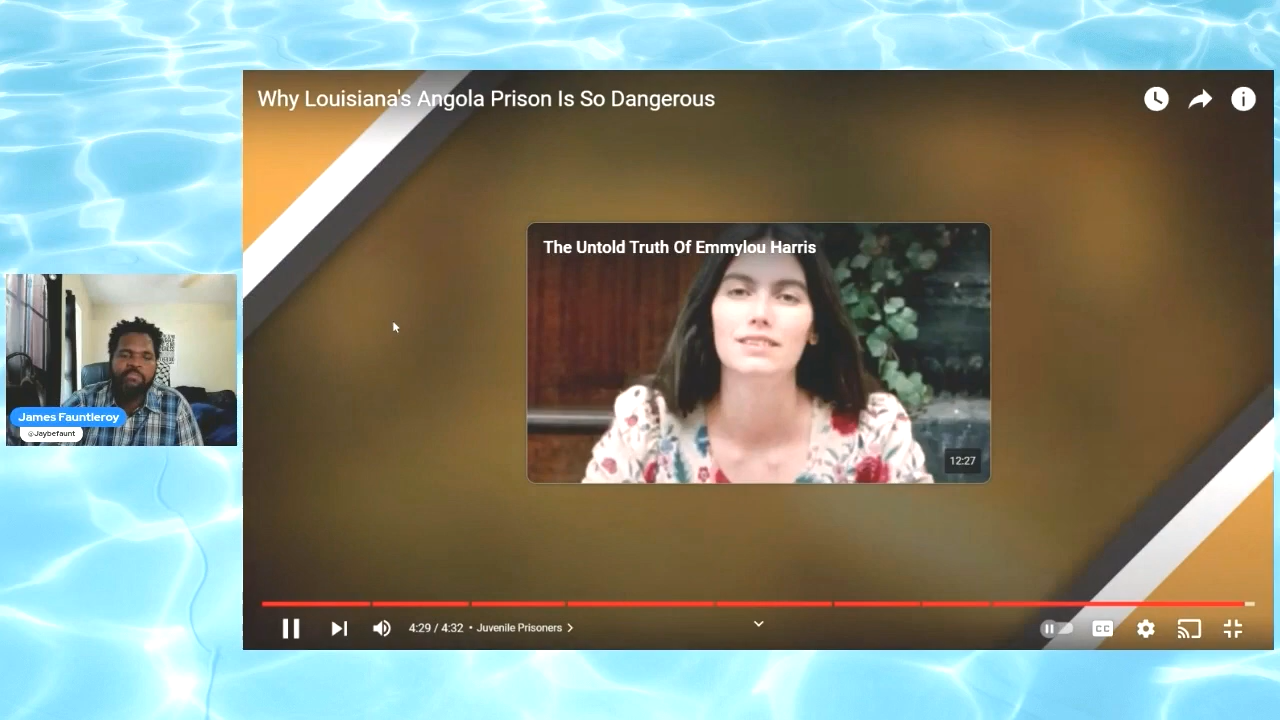 Why Louisiana's Angola Prison Is So Dangerous
The Untold Truth Of Emmylou Harris
12:27
James Fauntleroy
@Jaybefaunt
4:29 / 4:32 • Juvenile Prisoners >
CC